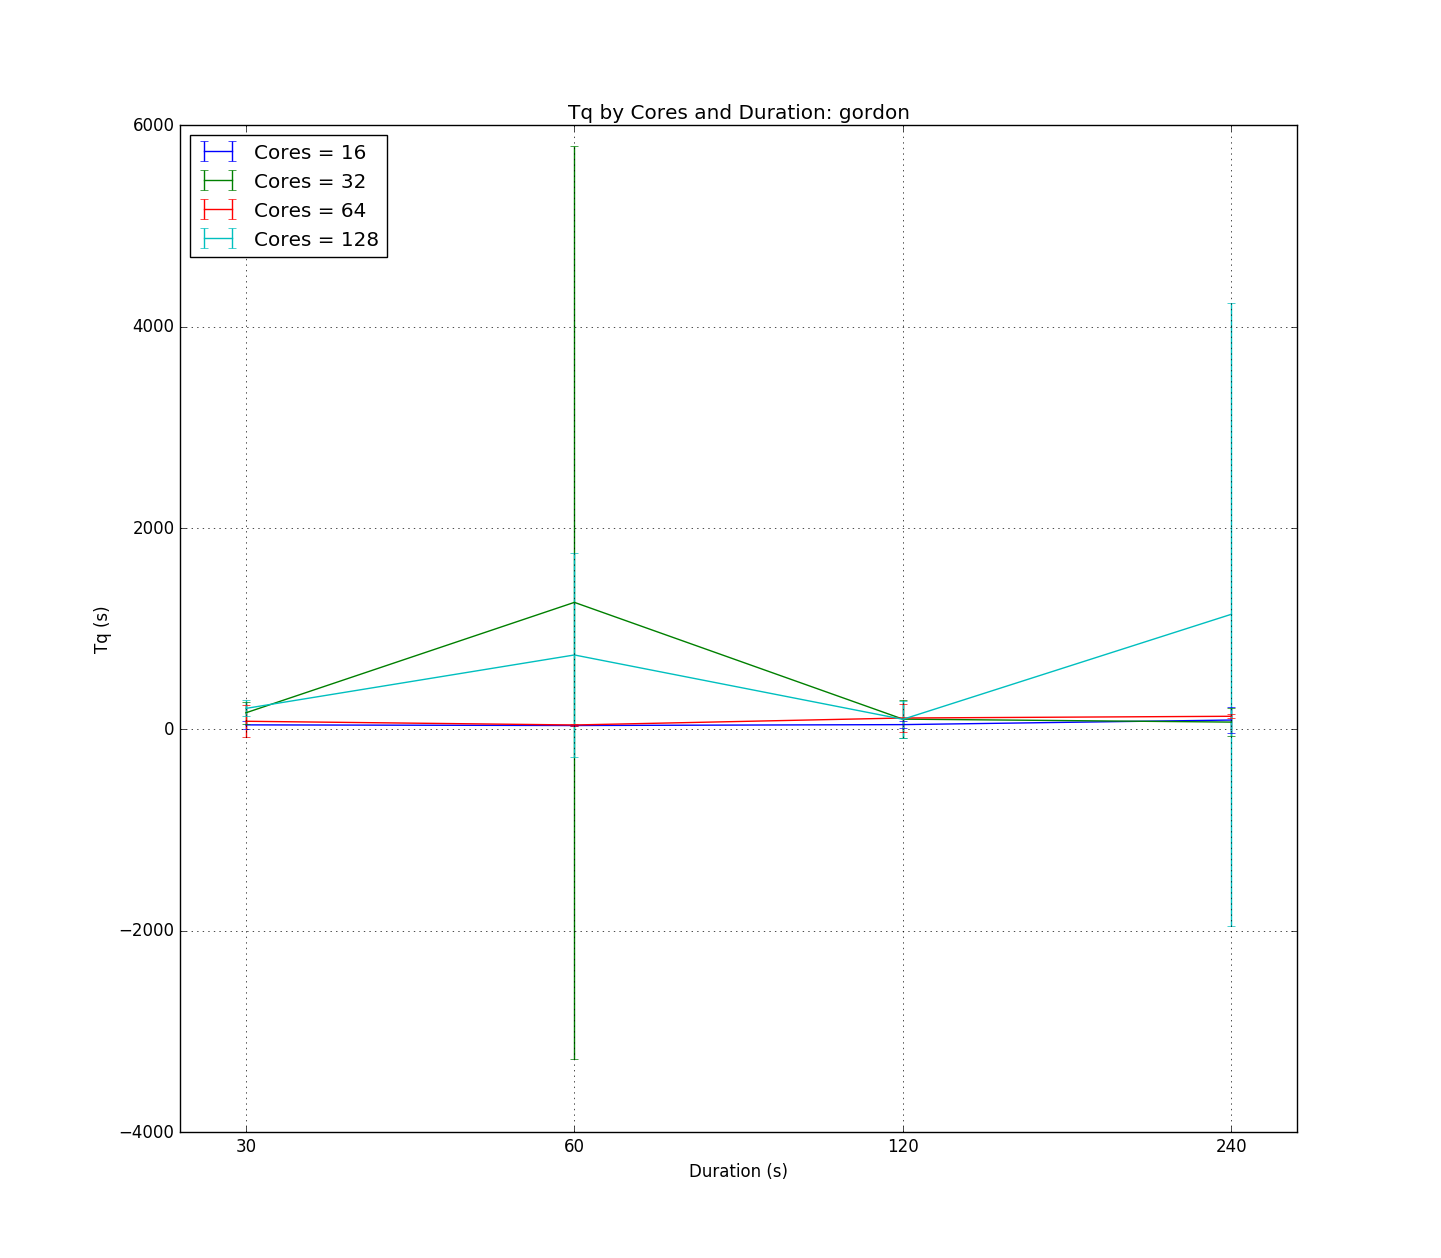 Tq by Cores and Duration: gordon
6000
Cores = 16
Cores = 32
Cores = 64
Cores = 128
4000
2000
Tq (s)
0
−2000
−4000
30 60 120 240
Duration (s)